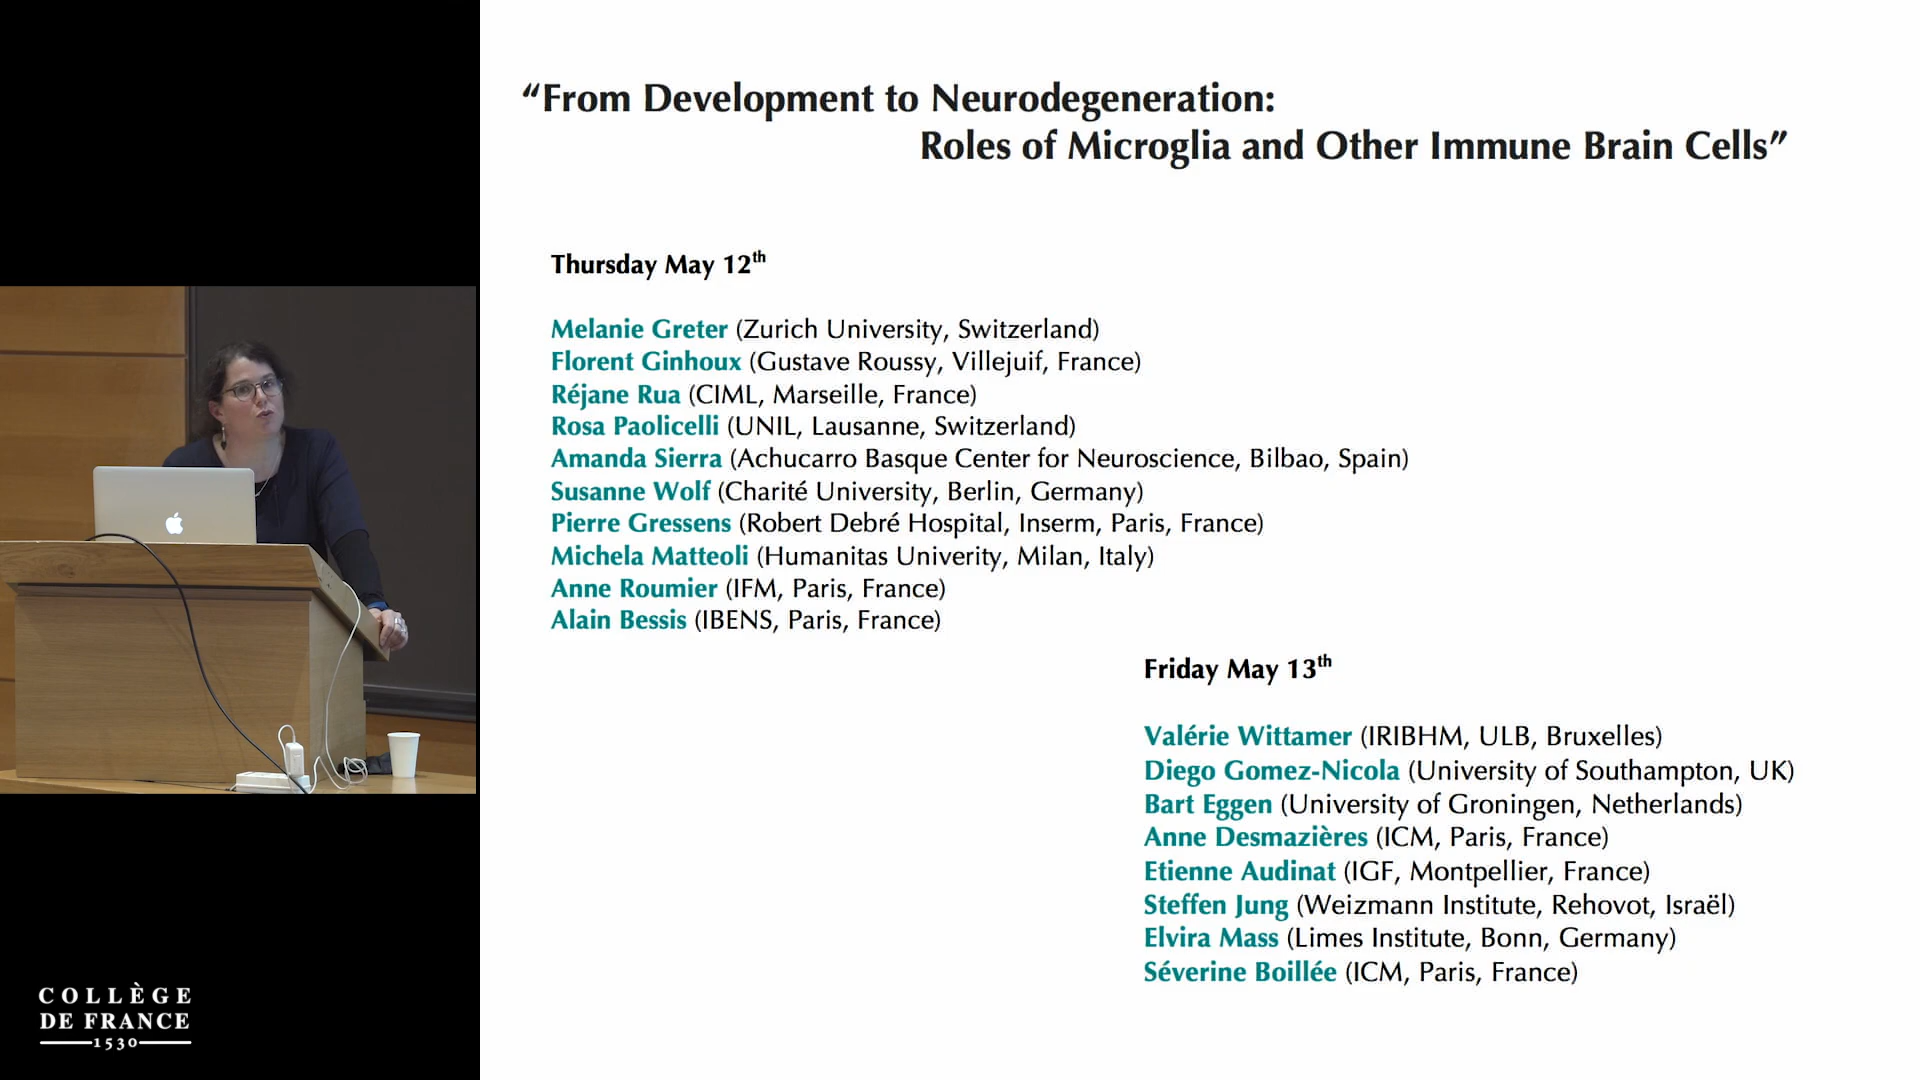 “From Development to Neurodegeneration:
Roles of Microglia and Other Immune Brain Cells”
Thursday May 12th
Melanie Greter (Zurich University, Switzerland)
Florent Ginhoux (Gustave Roussy, Villejuif, France)
Réjane Rua (CIML, Marseille, France)
Rosa Paolicelli (UNIL, Lausanne, Switzerland)
Amanda Sierra (Achucarro Basque Center for Neuroscience, Bilbao, Spain)
Susanne Wolf (Charité University, Berlin, Germany)
Pierre Gressens (Robert Debré Hospital, Inserm, Paris, France)
Michela Matteoli (Humanitas Univerity, Milan, Italy)
Anne Roumier (IFM, Paris, France)
Alain Bessis (IBENS, Paris, France)
Friday May 13th
Valérie Wittamer (IRIBHM, ULB, Bruxelles)
Diego Gomez-Nicola (University of Southampton, UK)
Bart Eggen (University of Groningen, Netherlands)
Anne Desmazières (ICM, Paris, France)
Etienne Audinat (IGF, Montpellier, France)
Steffen Jung (Weizmann Institute, Rehovot, Israël)
Elvira Mass (Limes Institute, Bonn, Germany)
Séverine Boillée (ICM, Paris, France)
COLLÈGE
DE FRANCE
1530